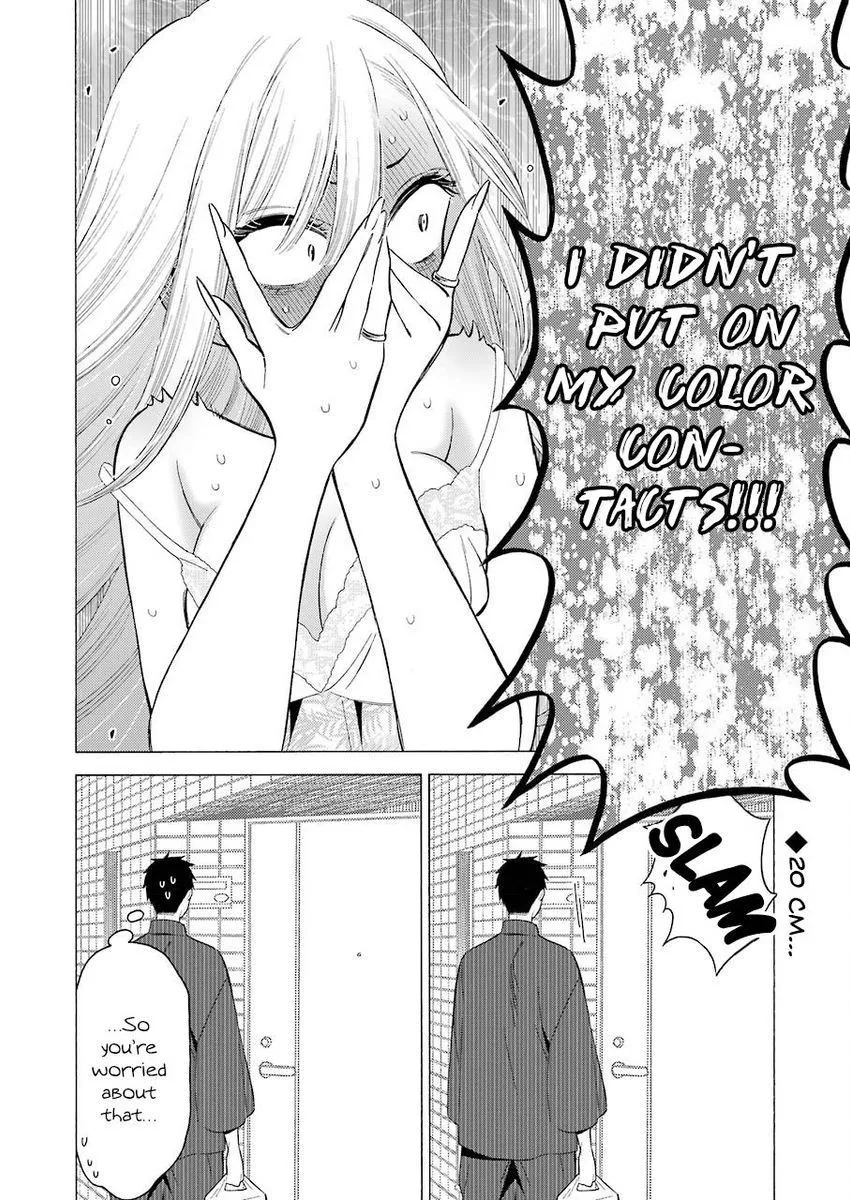 I DIDN'T
PUT ON
MY COLOR
CON-
TACTS!!!
SLAM
◆20 CM...
...So
you're
worried
about
that...